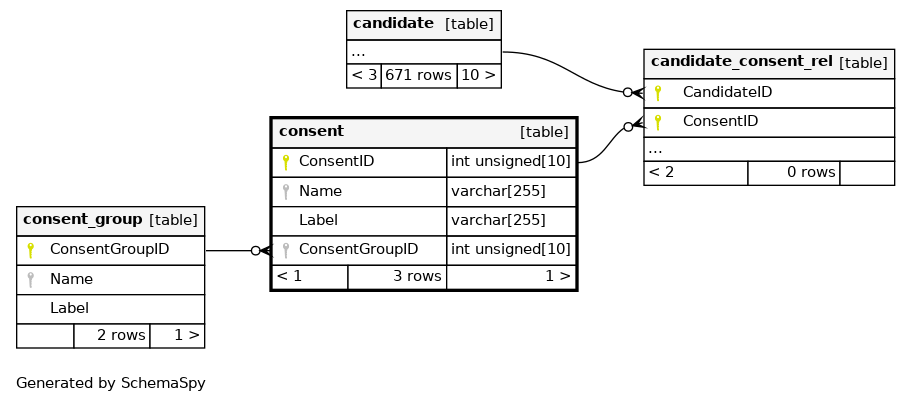 candidate [table]
...
< 3 671 rows 10 >
candidate_consent_rel [table]
CandidateID
ConsentID
...
< 2 0 rows
consent [table]
ConsentID int unsigned[10]
Name varchar[255]
Label varchar[255]
ConsentGroupID int unsigned[10]
< 1 3 rows 1 >
consent_group [table]
ConsentGroupID
Name
Label
2 rows 1 >
Generated by SchemaSpy